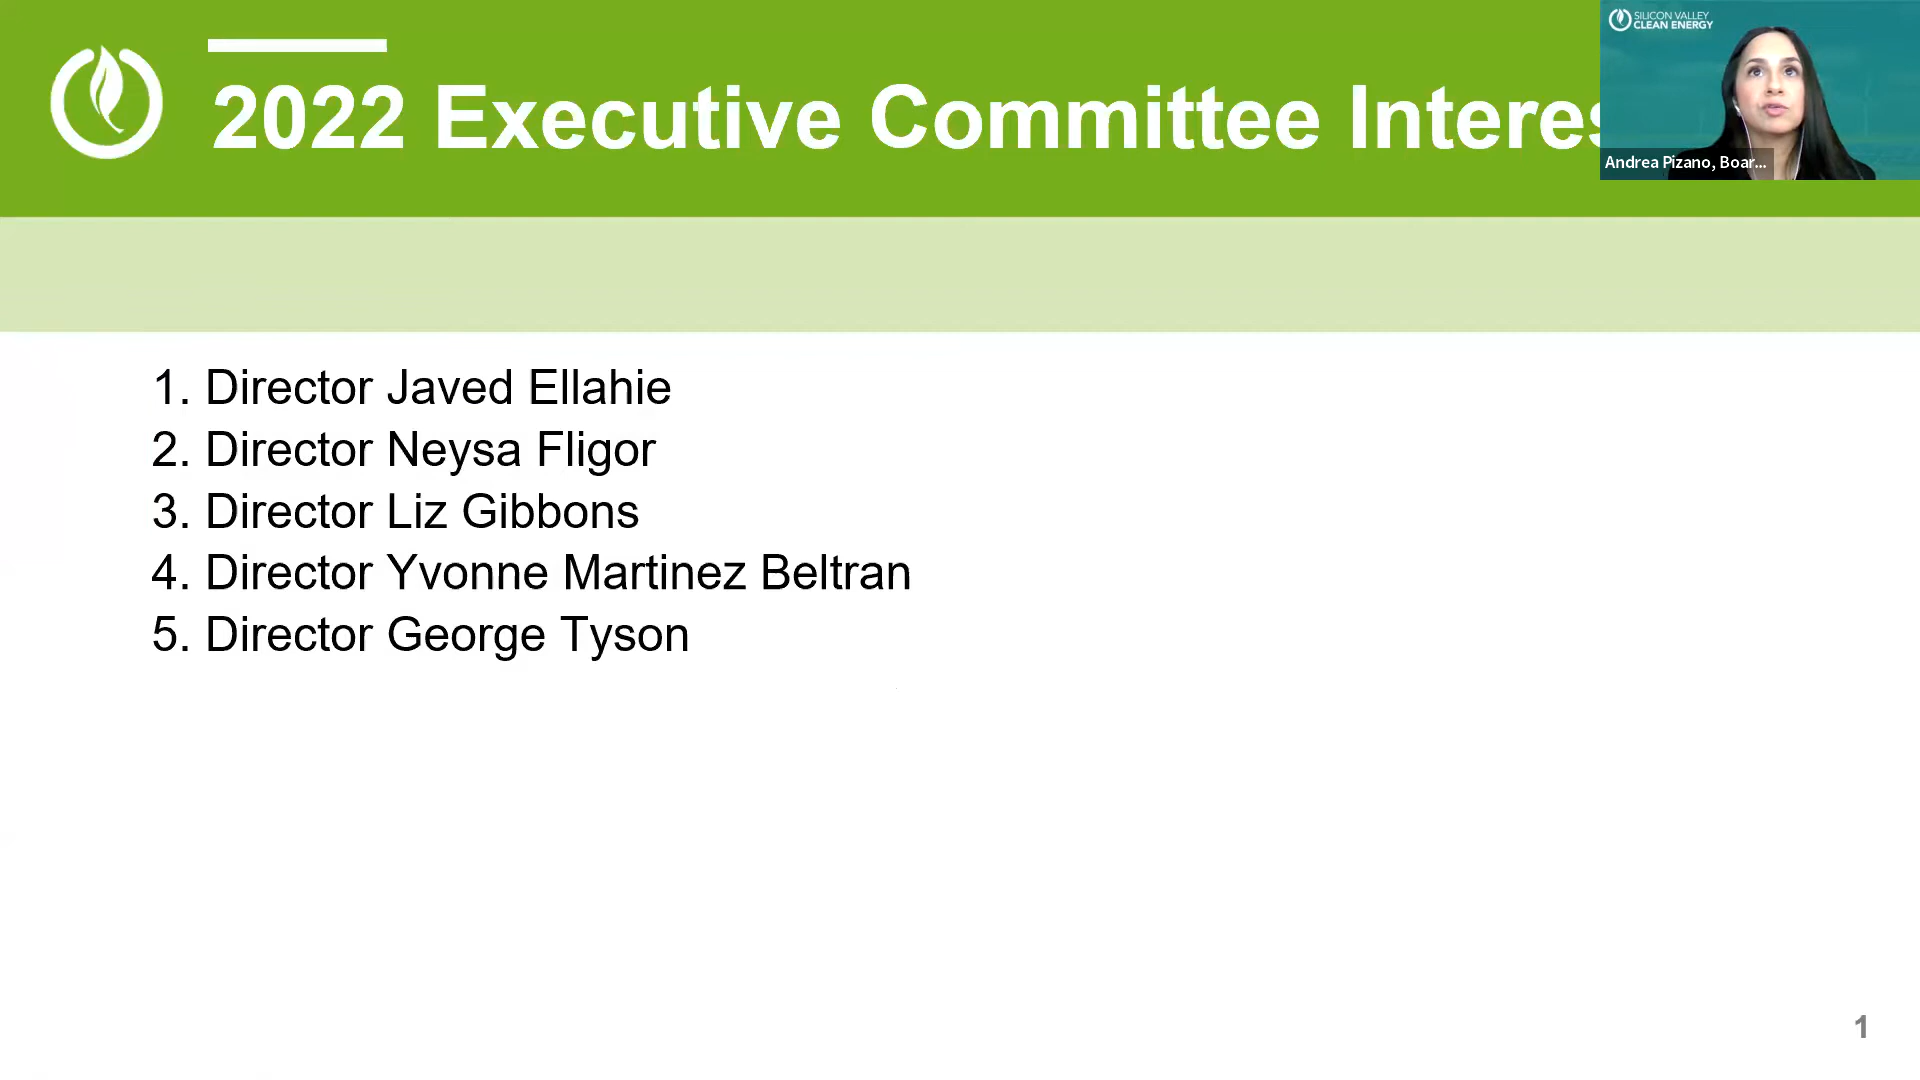 2022 Executive Committee Interes
SILICON VALLEY
CLEAN ENERGY
Andrea Pizano, Boar...
1. Director Javed Ellahie
2. Director Neysa Fligor
3. Director Liz Gibbons
4. Director Yvonne Martinez Beltran
5. Director George Tyson
1